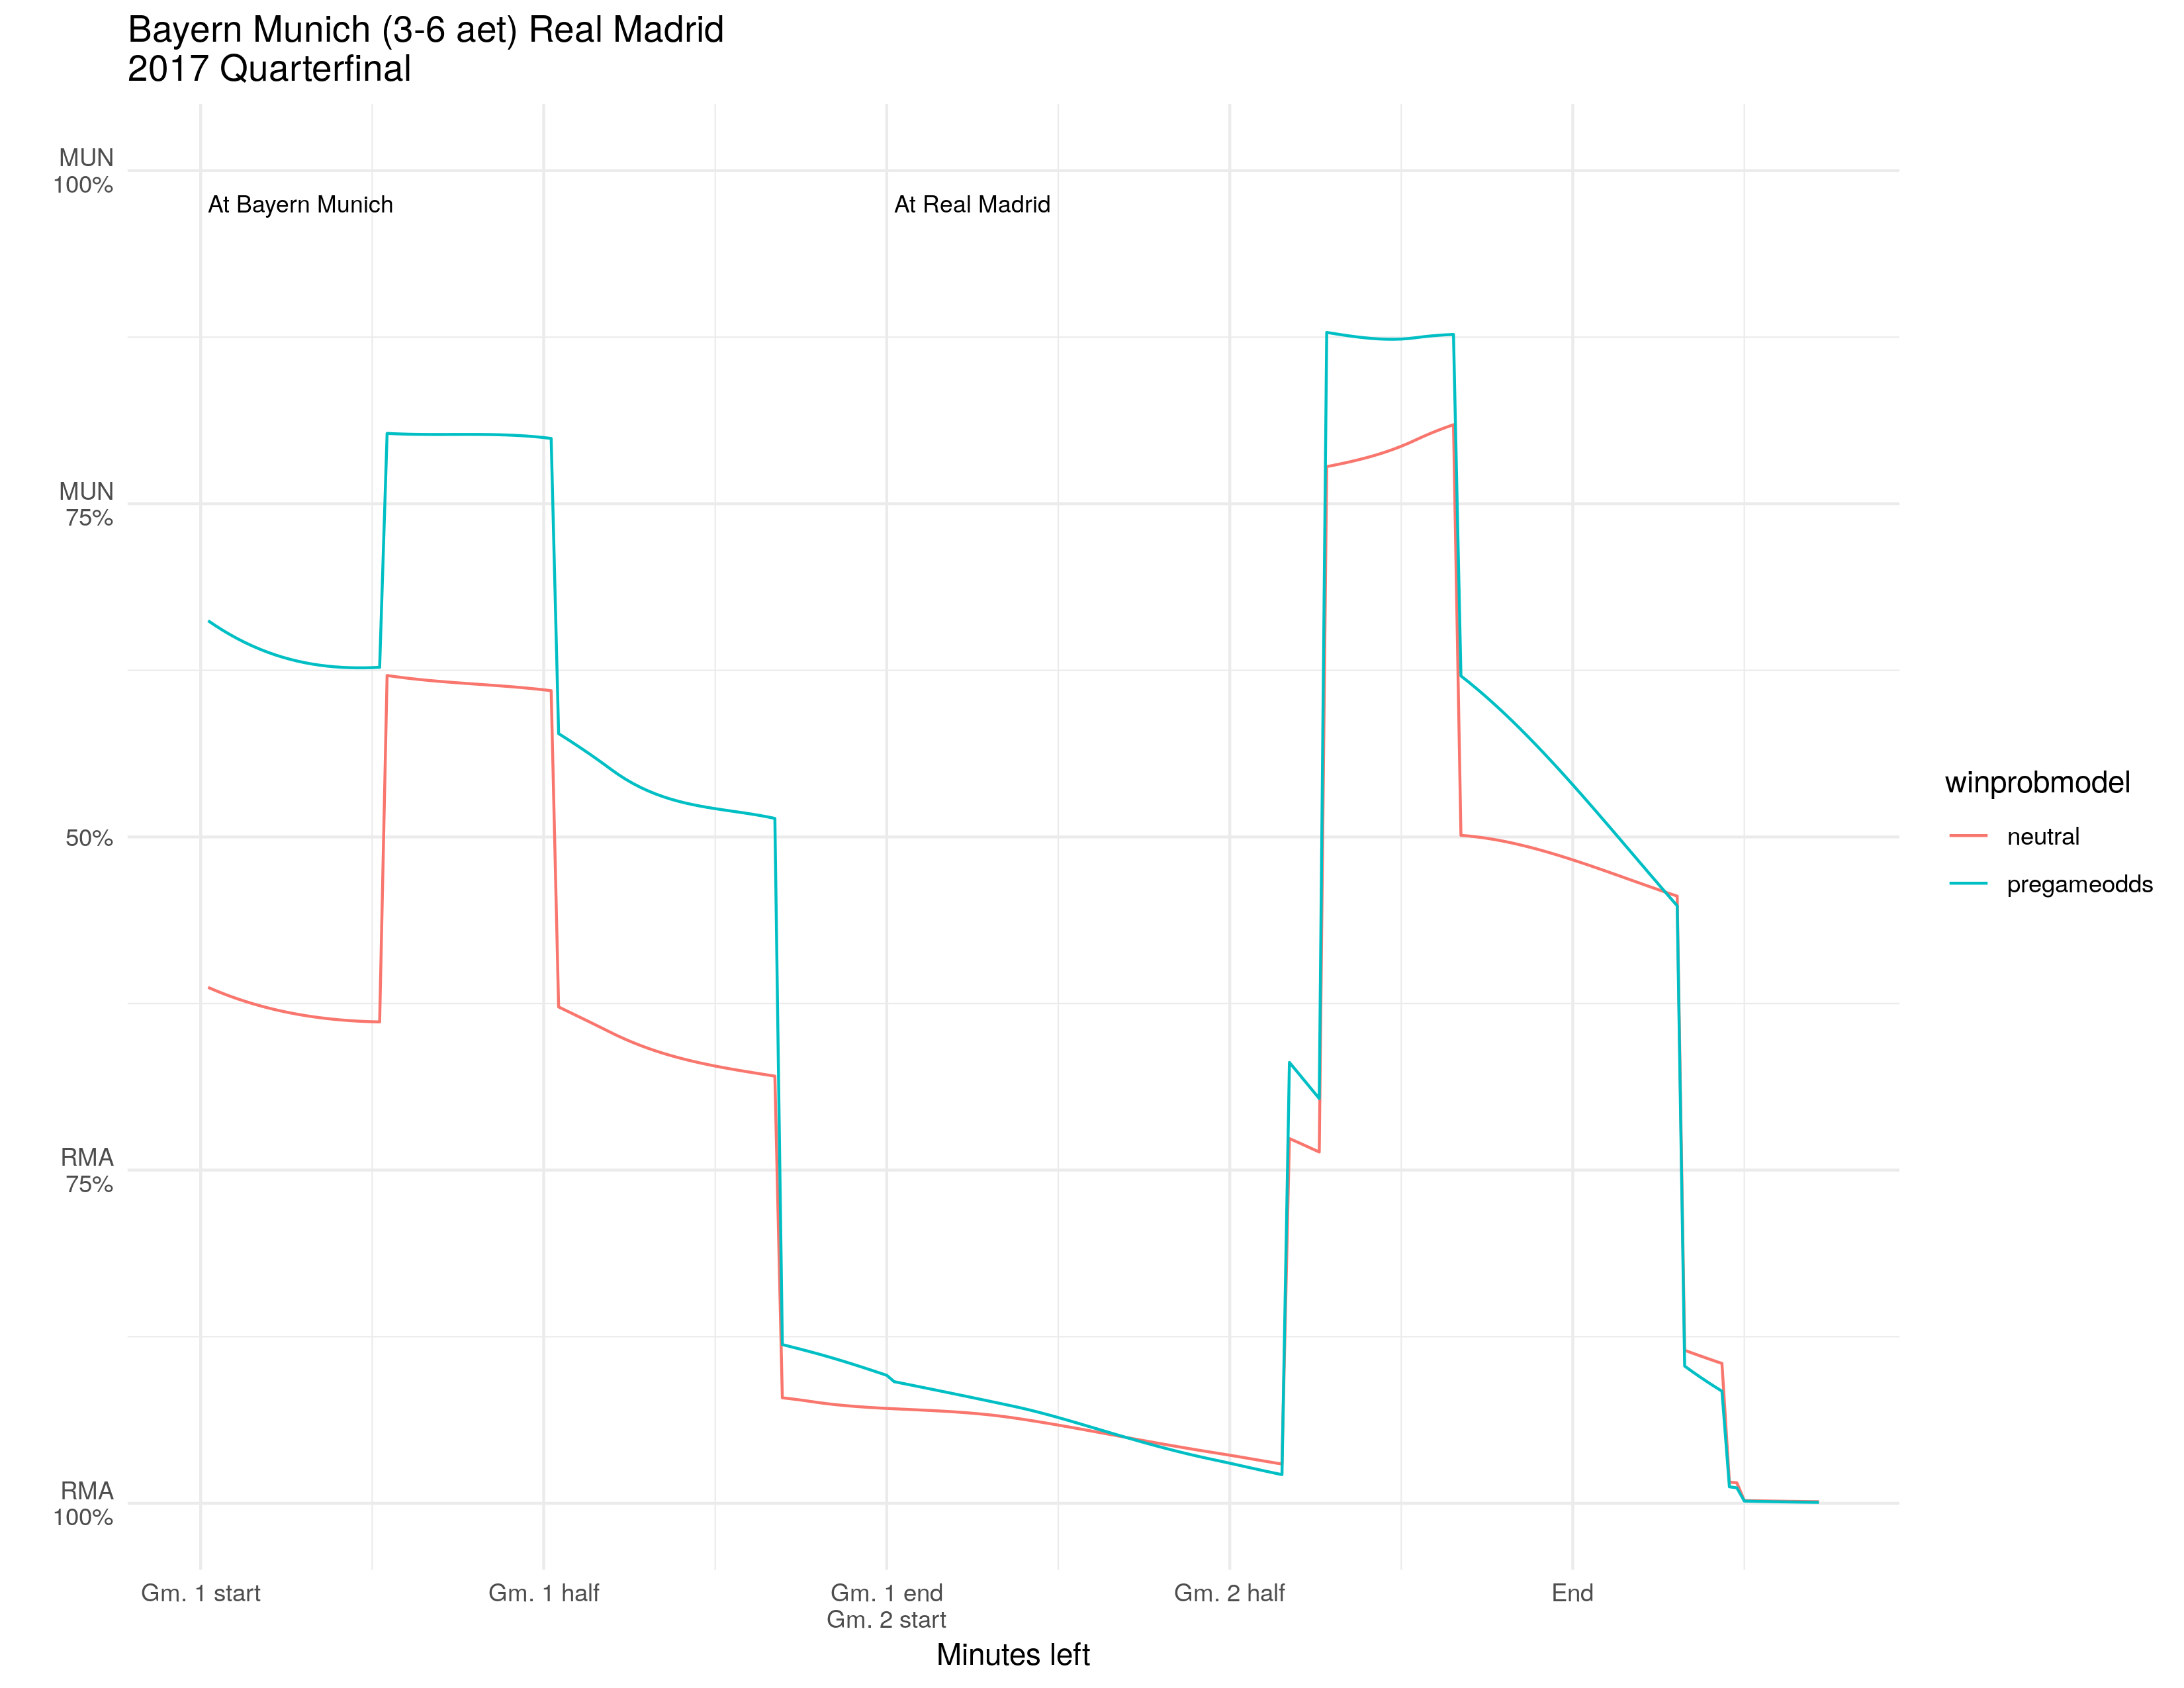 Bayern Munich (3-6 aet) Real Madrid
2017 Quarterfinal
MUN
100%
At Bayern Munich
At Real Madrid
MUN
75%
50%
RMA
75%
RMA
100%
winprobmodel
neutral
pregameodds
Gm. 1 start
Gm. 1 half
Gm. 1 end
Gm. 2 start
Gm. 2 half
End
Minutes left